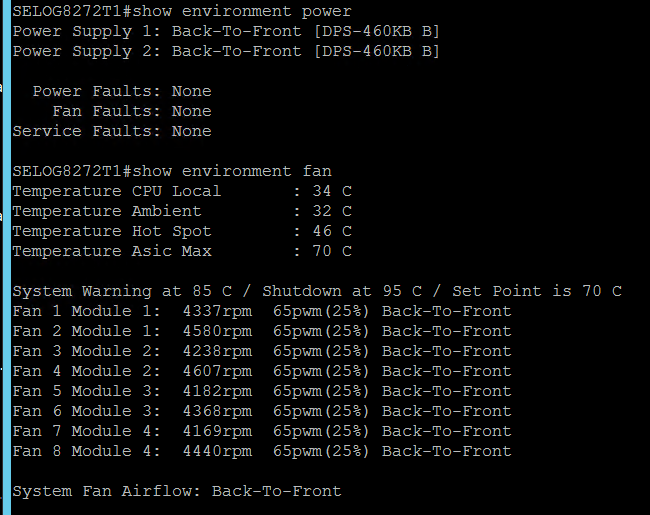 SELOG8272T1#show environment power
Power Supply 1: Back-To-Front [DPS-460KB B]
Power Supply 2: Back-To-Front [DPS-460KB B]
Power Faults: None
Fan Faults: None
Service Faults: None
SELOG8272T1#show environment fan
Temperature CPU Local : 34 C
Temperature Ambient : 32 C
Temperature Hot Spot : 46 C
Temperature Asic Max : 70 C
System Warning at 85 C / Shutdown at 95 C / Set Point is 70 C
Fan 1 Module 1: 4337rpm 65pwm(25%) Back-To-Front
Fan 2 Module 1: 4580rpm 65pwm(25%) Back-To-Front
Fan 3 Module 2: 4238rpm 65pwm(25%) Back-To-Front
Fan 4 Module 2: 4607rpm 65pwm(25%) Back-To-Front
Fan 5 Module 3: 4182rpm 65pwm(25%) Back-To-Front
Fan 6 Module 3: 4368rpm 65pwm(25%) Back-To-Front
Fan 7 Module 4: 4169rpm 65pwm(25%) Back-To-Front
Fan 8 Module 4: 4440rpm 65pwm(25%) Back-To-Front
System Fan Airflow: Back-To-Front